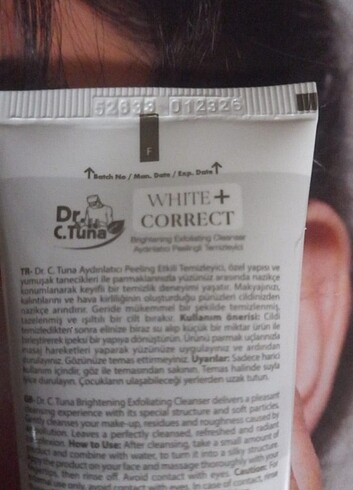 52633 012326
F
Batch No / Man. Date / Exp. Date
Dr.
C.Tuna
WHITE+
CORRECT
Brightening Exfoliating Cleanser
Aydınlatıcı Peelingli Temizleyici
TR- Dr. C. Tuna Aydınlatıcı Peeling Etkili Temizleyici, özel yapısı ve
yumuşak tanecikleri ile parmaklarınızla yüzünüz arasında nazikçe
konumlanarak keyifli bir temizlik deneyimi yaşatır. Makyajınızı,
kalıntılarını ve hava kirliliğinin oluşturduğu pürüzleri cildinizden
nazikçe arındırır. Geride mükemmel bir şekilde temizlenmiş,
tazelenmiş ve ışıltılı bir cilt bırakır. Kullanım önerisi: Cildi
temizledikten sonra elinize biraz su alıp küçük bir miktar ürün ile
birleştirerek ipeksi bir yapıya dönüştürün. Ürünü parmak uçlarında
masaj hareketleri yaparak yüzünüze uygulayınız ve ardından
durulayınız. Gözünüze temas ettirmeyiniz. Uyarılar: Sadece harici
kullanım içindir, göz ile temasından sakının. Temas halinde suyla
iyice durulayın. Çocukların ulaşabileceği yerlerden uzak tutun.
GB- Dr. C. Tuna Brightening Exfoliating Cleanser delivers a pleasant
cleansing experience with its special structure and soft particles.
Gently cleanses your make-up, residues and roughness caused by
pollution. Leaves a perfectly cleansed, refreshed and radiant
complexion. How to Use: After cleansing, take a small amount of
product and combine with water, to turn it into a silky structure
Apply the product on your face and massage thoroughly with your
fingers, then rinse off. Avoid contact with eyes. Caution: For
external use only, avoid contact with eyes. In case of contact, rinse